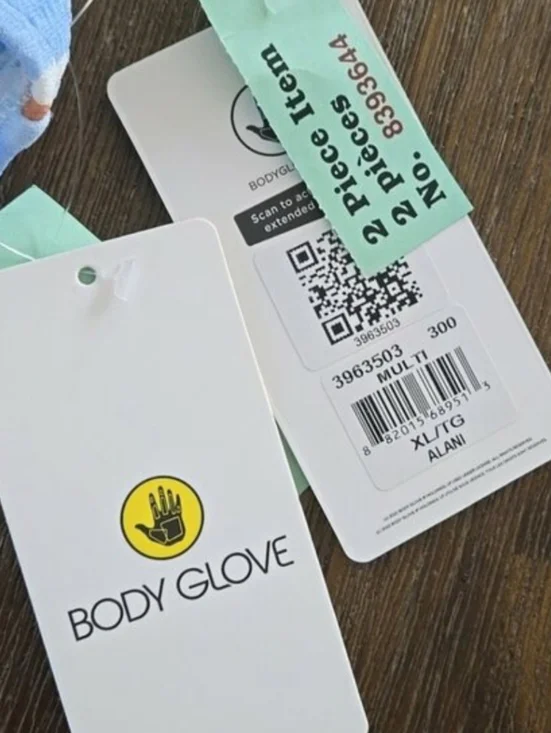 2 Piece Item
2 pièces
No. 8393644
BODYGL
Scan to ac
extended
3963503
3963503 300
MULTI
8 82015 68951 3
XL/TG
ALANI
BODY GLOVE